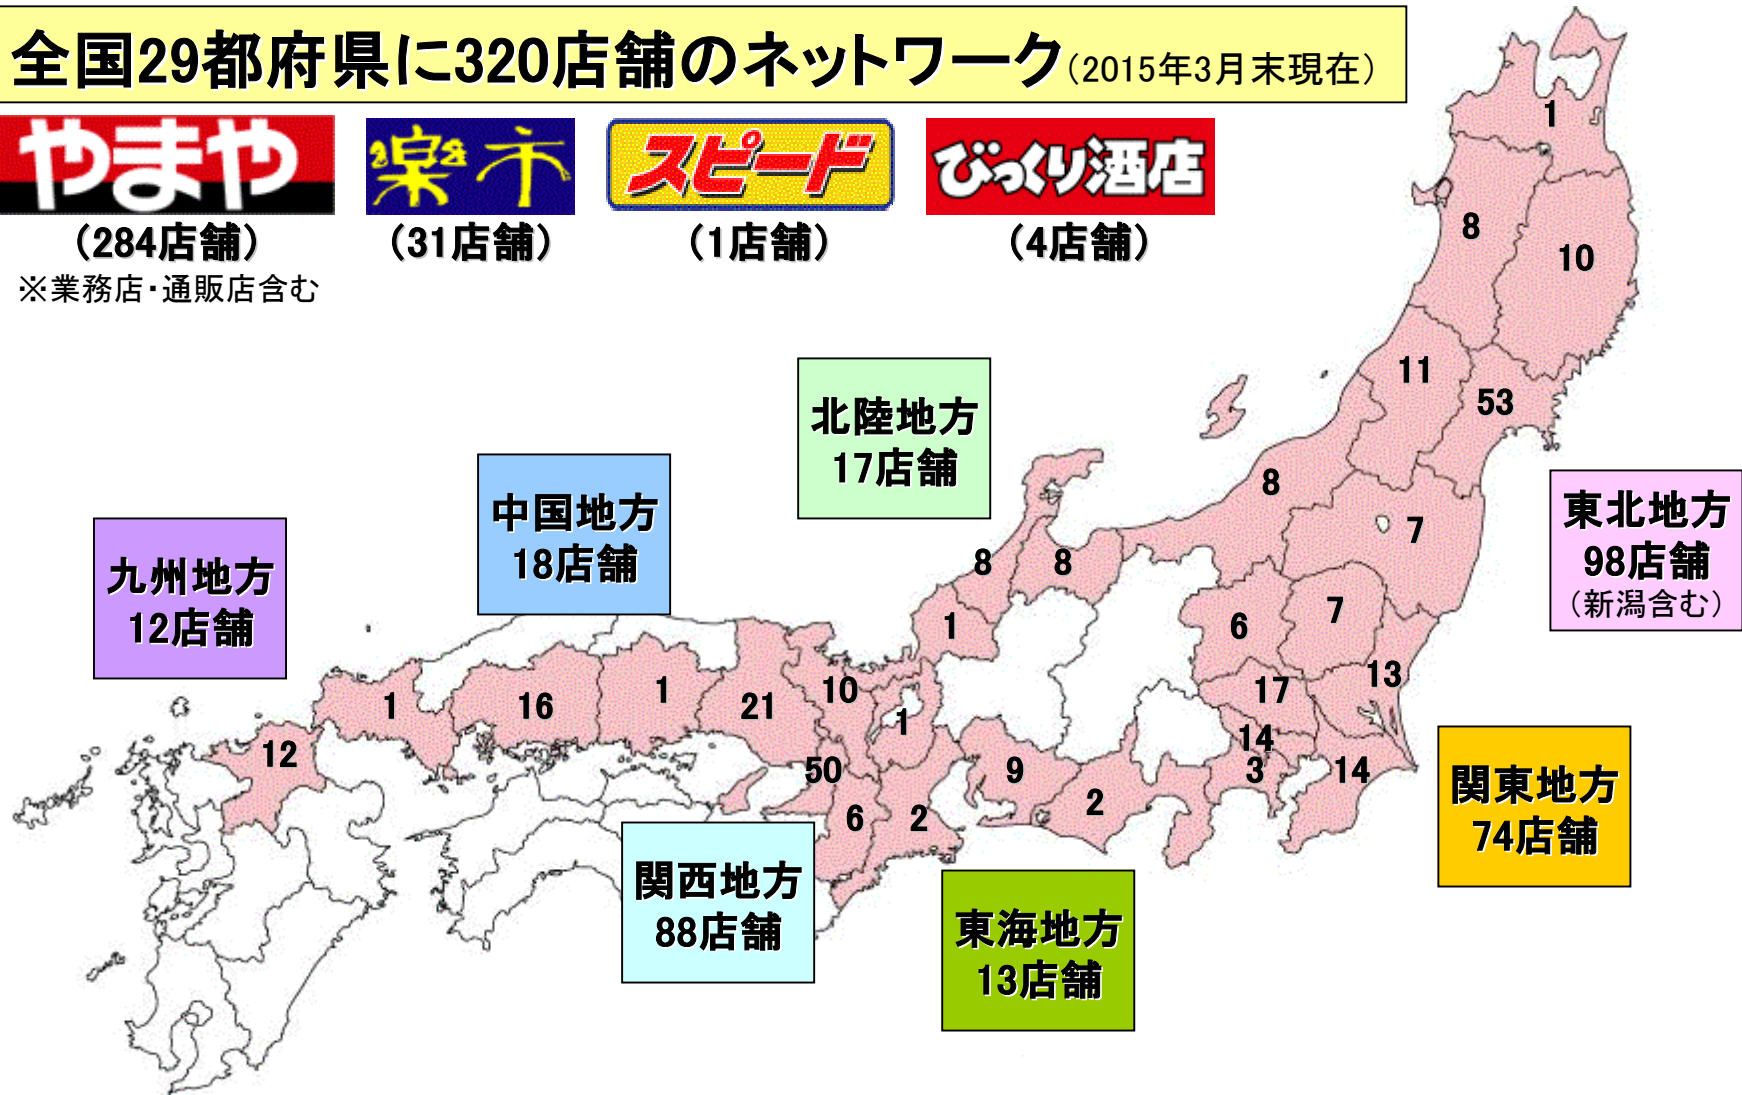 全国29都府県に320店舗のネットワーク（2015年3月末現在）
やまや
楽市
スピード
びっくり酒店
（284店舗）
（31店舗）
（1店舗）
（4店舗）
※業務店・通販店含む
1
8
10
11
53
8
7
北陸地方
17店舗
中国地方
18店舗
九州地方
12店舗
東北地方
98店舗
（新潟含む）
8
8
1
6
7
13
17
14
3
14
1
16
1
21
10
1
12
50
6
2
9
2
関東地方
74店舗
関西地方
88店舗
東海地方
13店舗